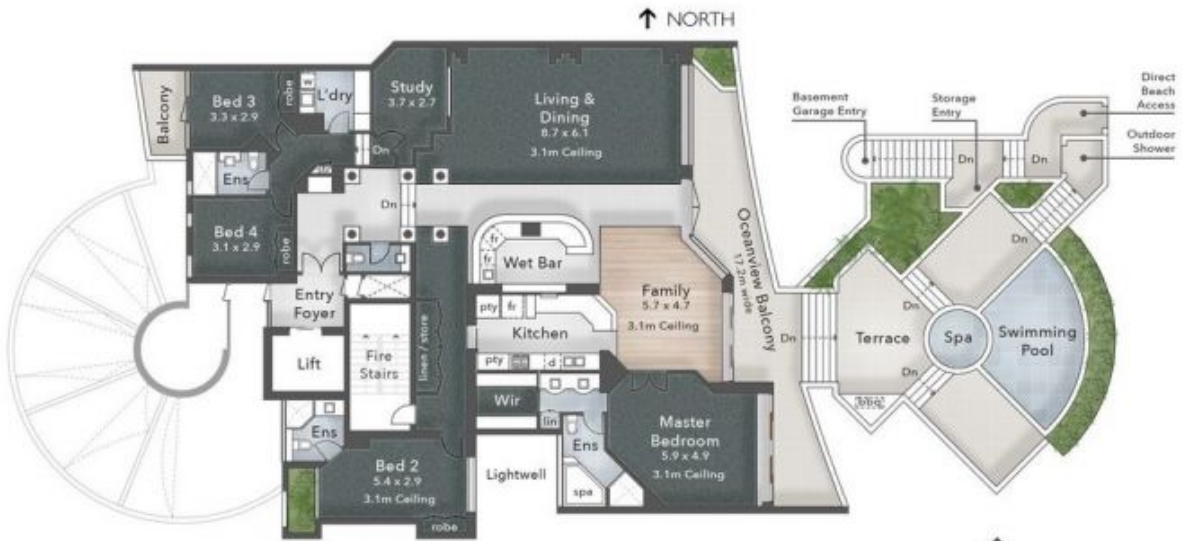 NORTH
Balcony
Bed 3
3.3 x 2.9
robe
w
L'dry
Study
3.7 x 2.7
Living &
Dining
8.7 x 6.1
3.1m Ceiling
Basement
Garage Entry
Storage
Entry
Direct
Beach
Access
Outdoor
Shower
Dn
Dn
Dn
Ens
Dn
Dn
Bed 4
3.1 x 2.9
robe
fr
fr
Wet Bar
Oceanview Balcony
17.2m wide
Dn
Entry
Foyer
Family
5.7 x 4.7
3.1m Ceiling
Dn
pty
fr
Kitchen
pty
d
linen / store
Dn
Terrace
Spa
Swimming
Pool
Lift
Fire
Stairs
Dn
bbq
Wir
lin
Ens
Ens
Master
Bedroom
5.9 x 4.9
3.1m Ceiling
Bed 2
5.4 x 2.9
3.1m Ceiling
Lightwell
spa
robe